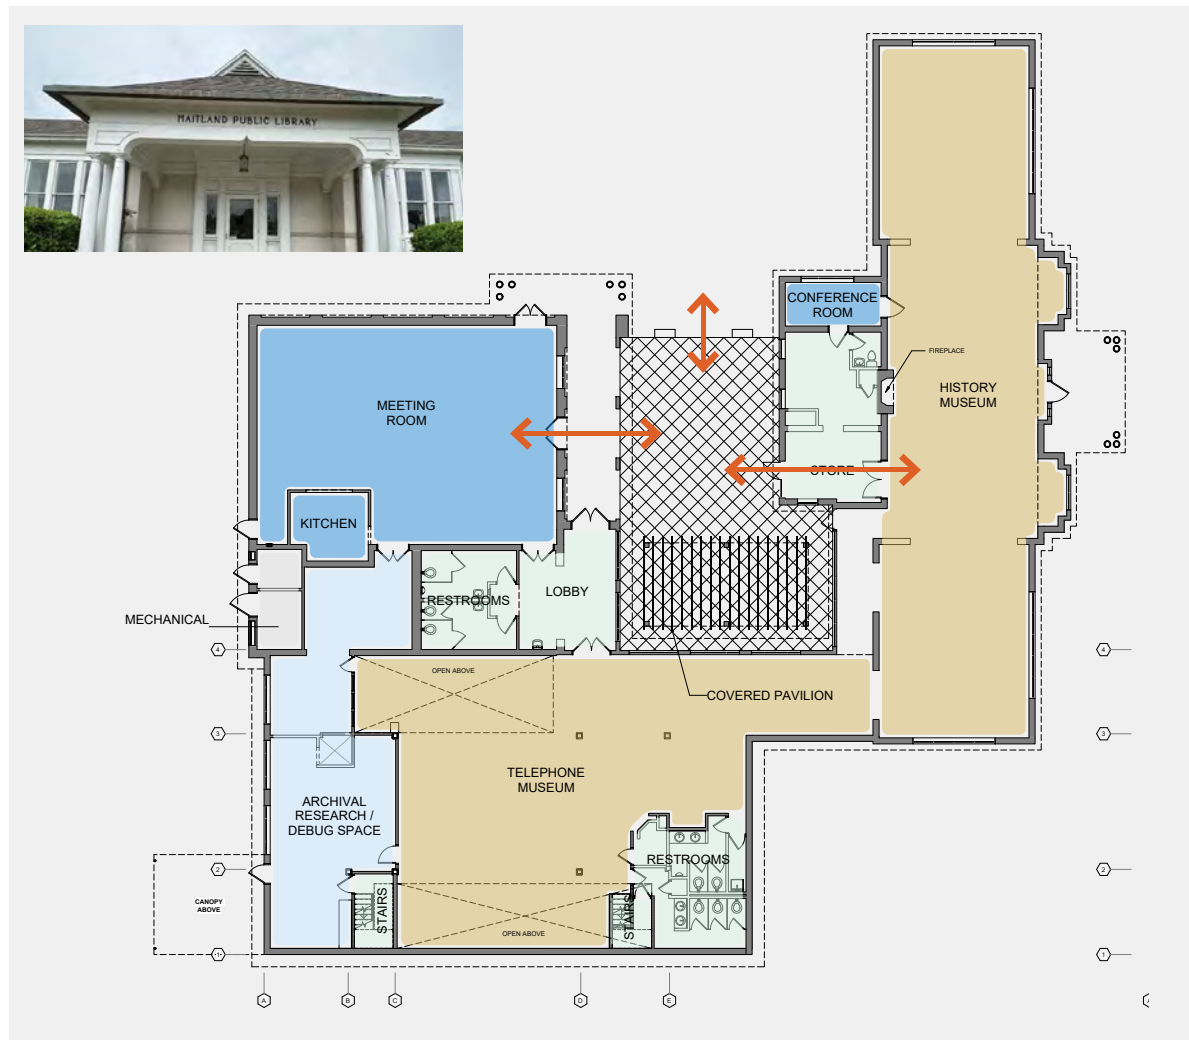 MAITLAND PUBLIC LIBRARY
CONFERENCE
ROOM
FIREPLACE
HISTORY
MUSEUM
MEETING
ROOM
STORE
KITCHEN
RESTROOMS
LOBBY
MECHANICAL
4
4
OPEN ABOVE
COVERED PAVILION
3
3
TELEPHONE
MUSEUM
ARCHIVAL
RESEARCH /
DEBUG SPACE
RESTROOMS
2
2
CANOPY
ABOVE
STAIRS
STAIRS
OPEN ABOVE
1
1
A
B
C
D
E